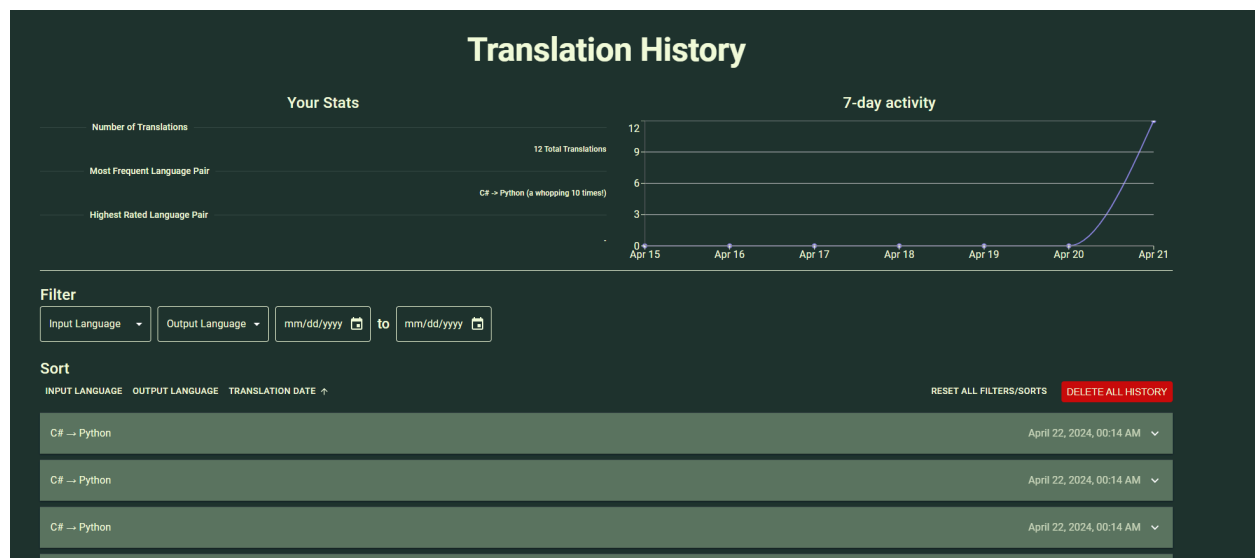 Translation History
Your Stats
Number of Translations
12 Total Translations
Most Frequent Language Pair
C# -> Python (a whopping 10 times!)
Highest Rated Language Pair
-
7-day activity
12
9
6
3
0
Apr 15 Apr 16 Apr 17 Apr 18 Apr 19 Apr 20 Apr 21
Filter
Input Language Output Language mm/dd/yyyy to mm/dd/yyyy
Sort
INPUT LANGUAGE OUTPUT LANGUAGE TRANSLATION DATE ↑ RESET ALL FILTERS/SORTS DELETE ALL HISTORY
C# → Python April 22, 2024, 00:14 AM
C# → Python April 22, 2024, 00:14 AM
C# → Python April 22, 2024, 00:14 AM